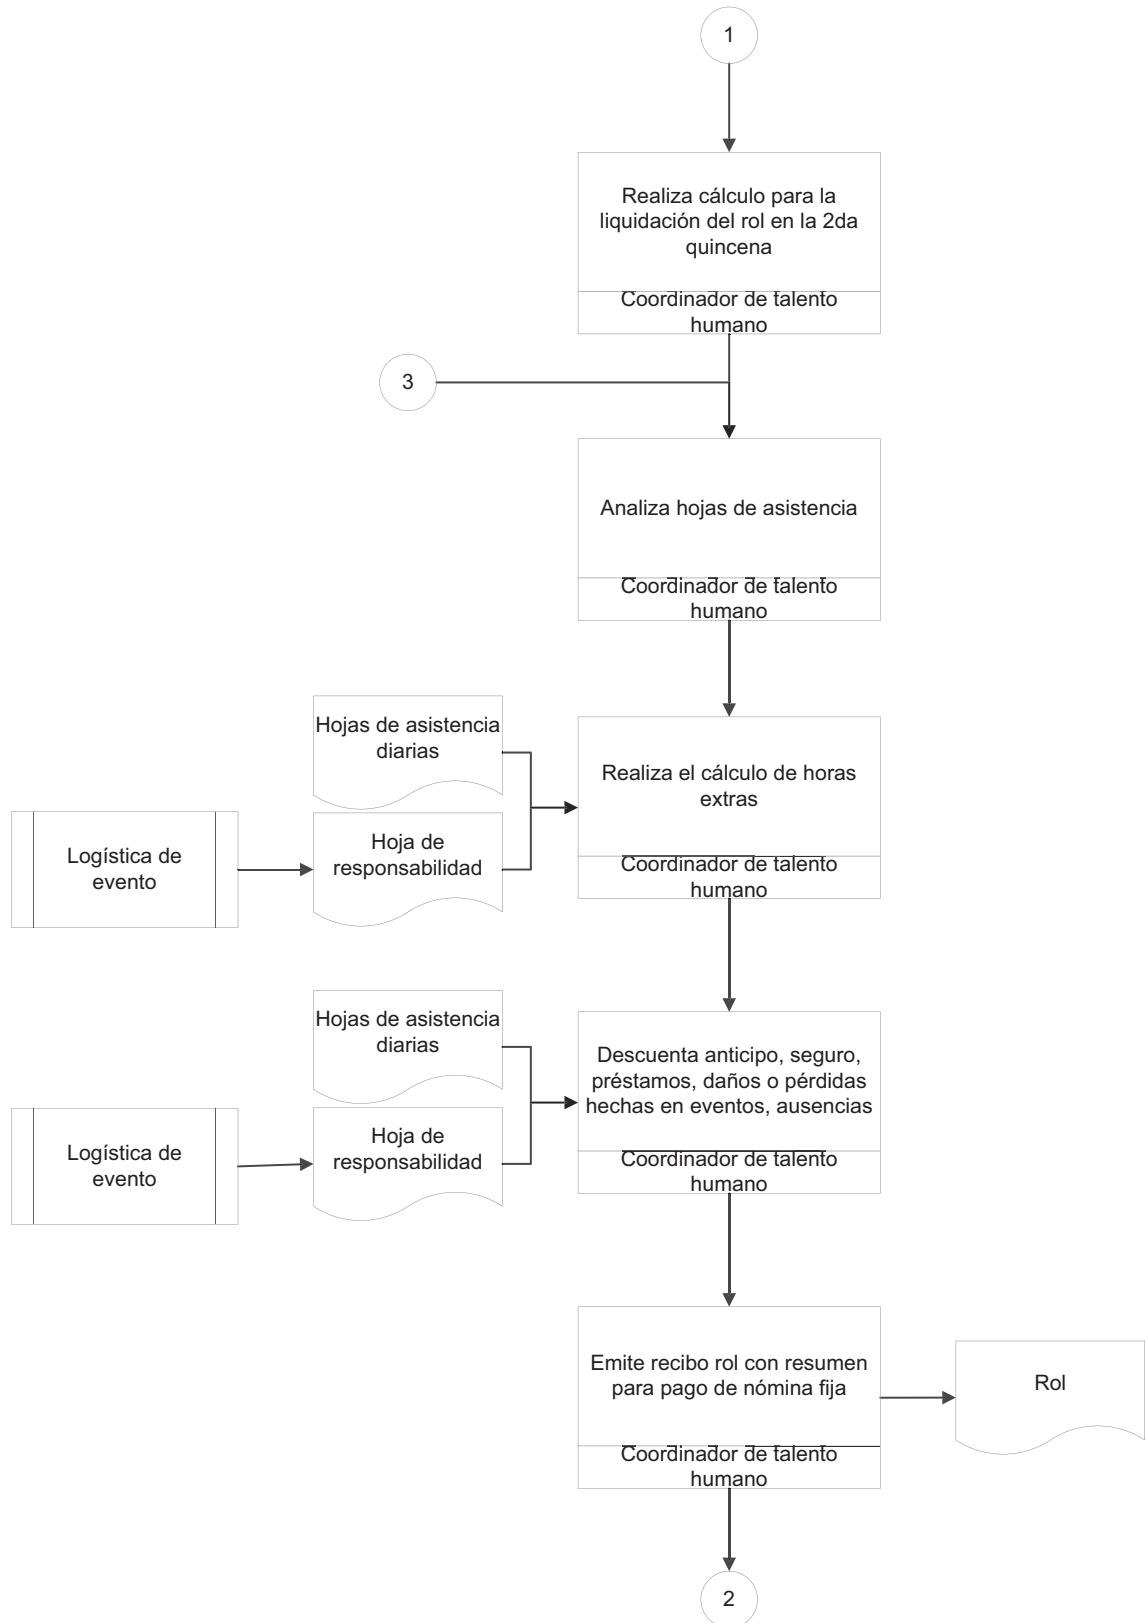 1
Realiza cálculo para la
liquidación del rol en la 2da
quincena
Coordinador de talento
humano
3
Analiza hojas de asistencia
Coordinador de talento
humano
Hojas de asistencia
diarias
Realiza el cálculo de horas
extras
Coordinador de talento
humano
Logística de
evento
Hoja de
responsabilidad
Hojas de asistencia
diarias
Descuenta anticipo, seguro,
préstamos, daños o pérdidas
hechas en eventos, ausencias
Coordinador de talento
humano
Logística de
evento
Hoja de
responsabilidad
Emite recibo rol con resumen
para pago de nómina fija
Coordinador de talento
humano
Rol
2